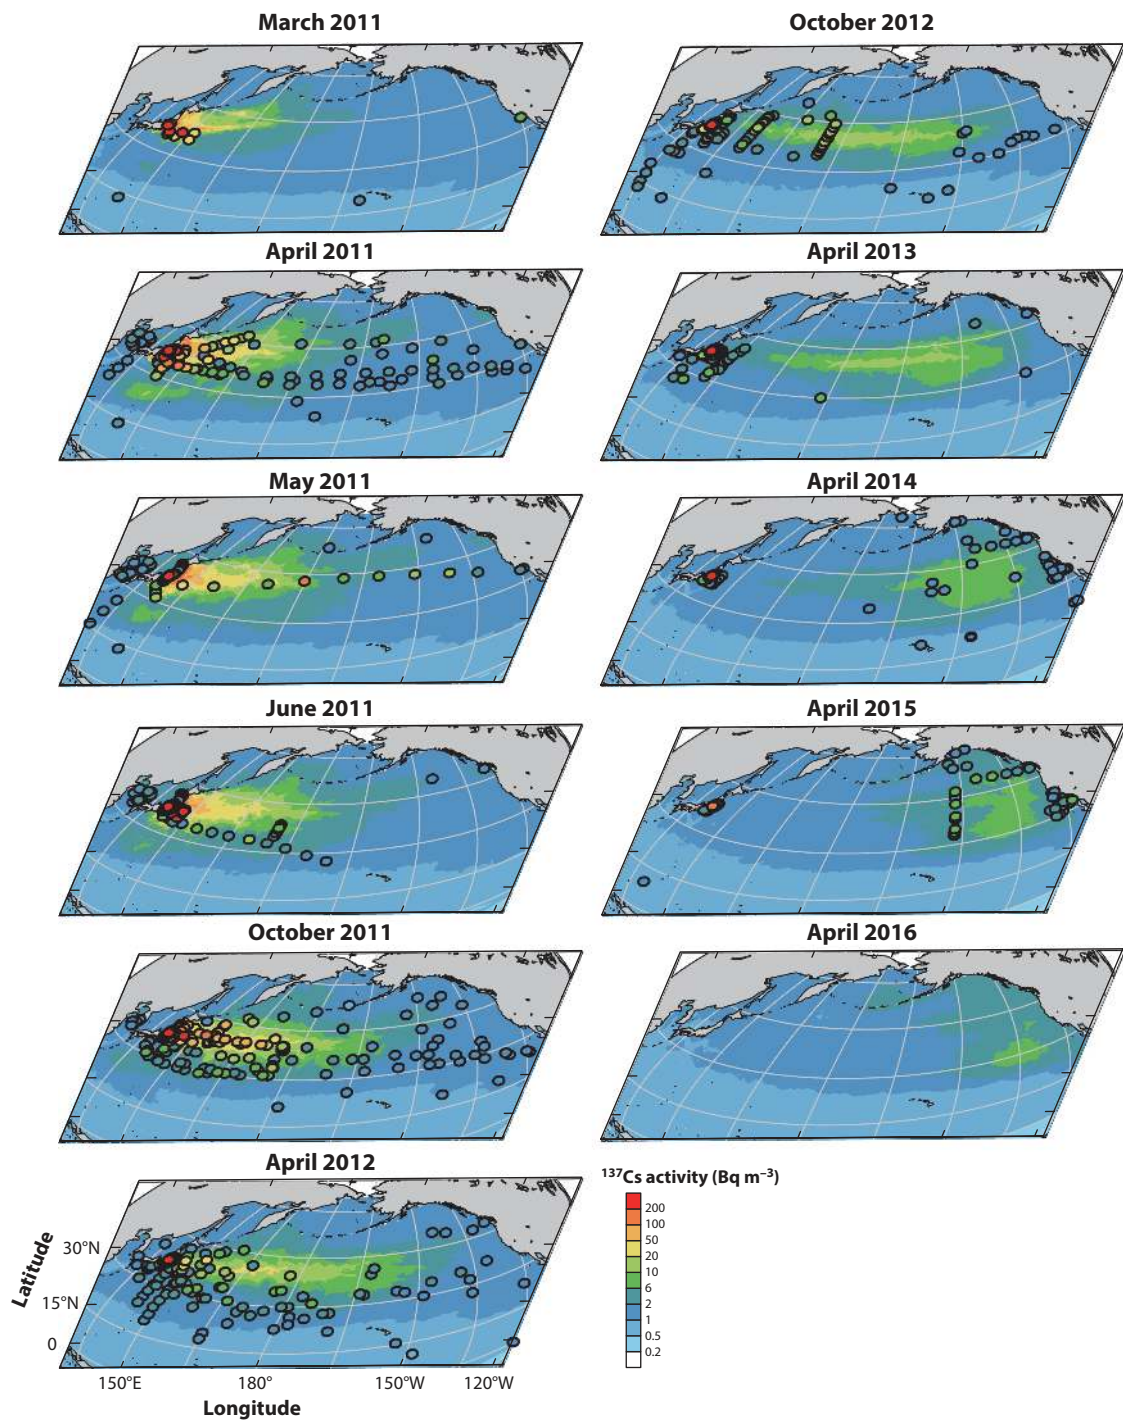 March 2011
October 2012
April 2011
April 2013
May 2011
April 2014
June 2011
April 2015
October 2011
April 2016
April 2012
¹³⁷Cs activity (Bq m⁻³)
200
100
50
20
10
6
2
1
0.5
0.2
Latitude
30°N
15°N
0
150°E
180°
150°W
120°W
Longitude